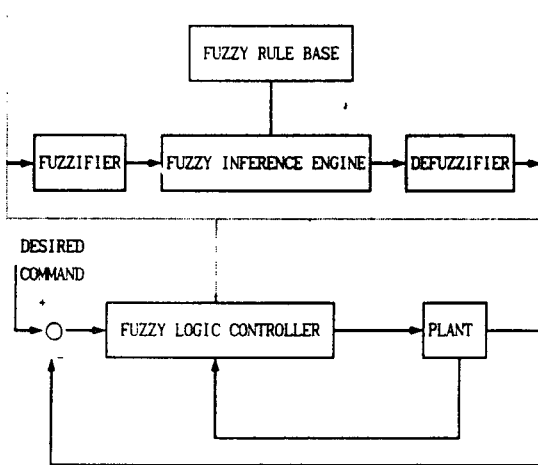 FUZZY RULE BASE
FUZZIFIER
FUZZY INFERENCE ENGINE
DEFUZZIFIER
DESIRED
COMMAND
+
-
FUZZY LOGIC CONTROLLER
PLANT